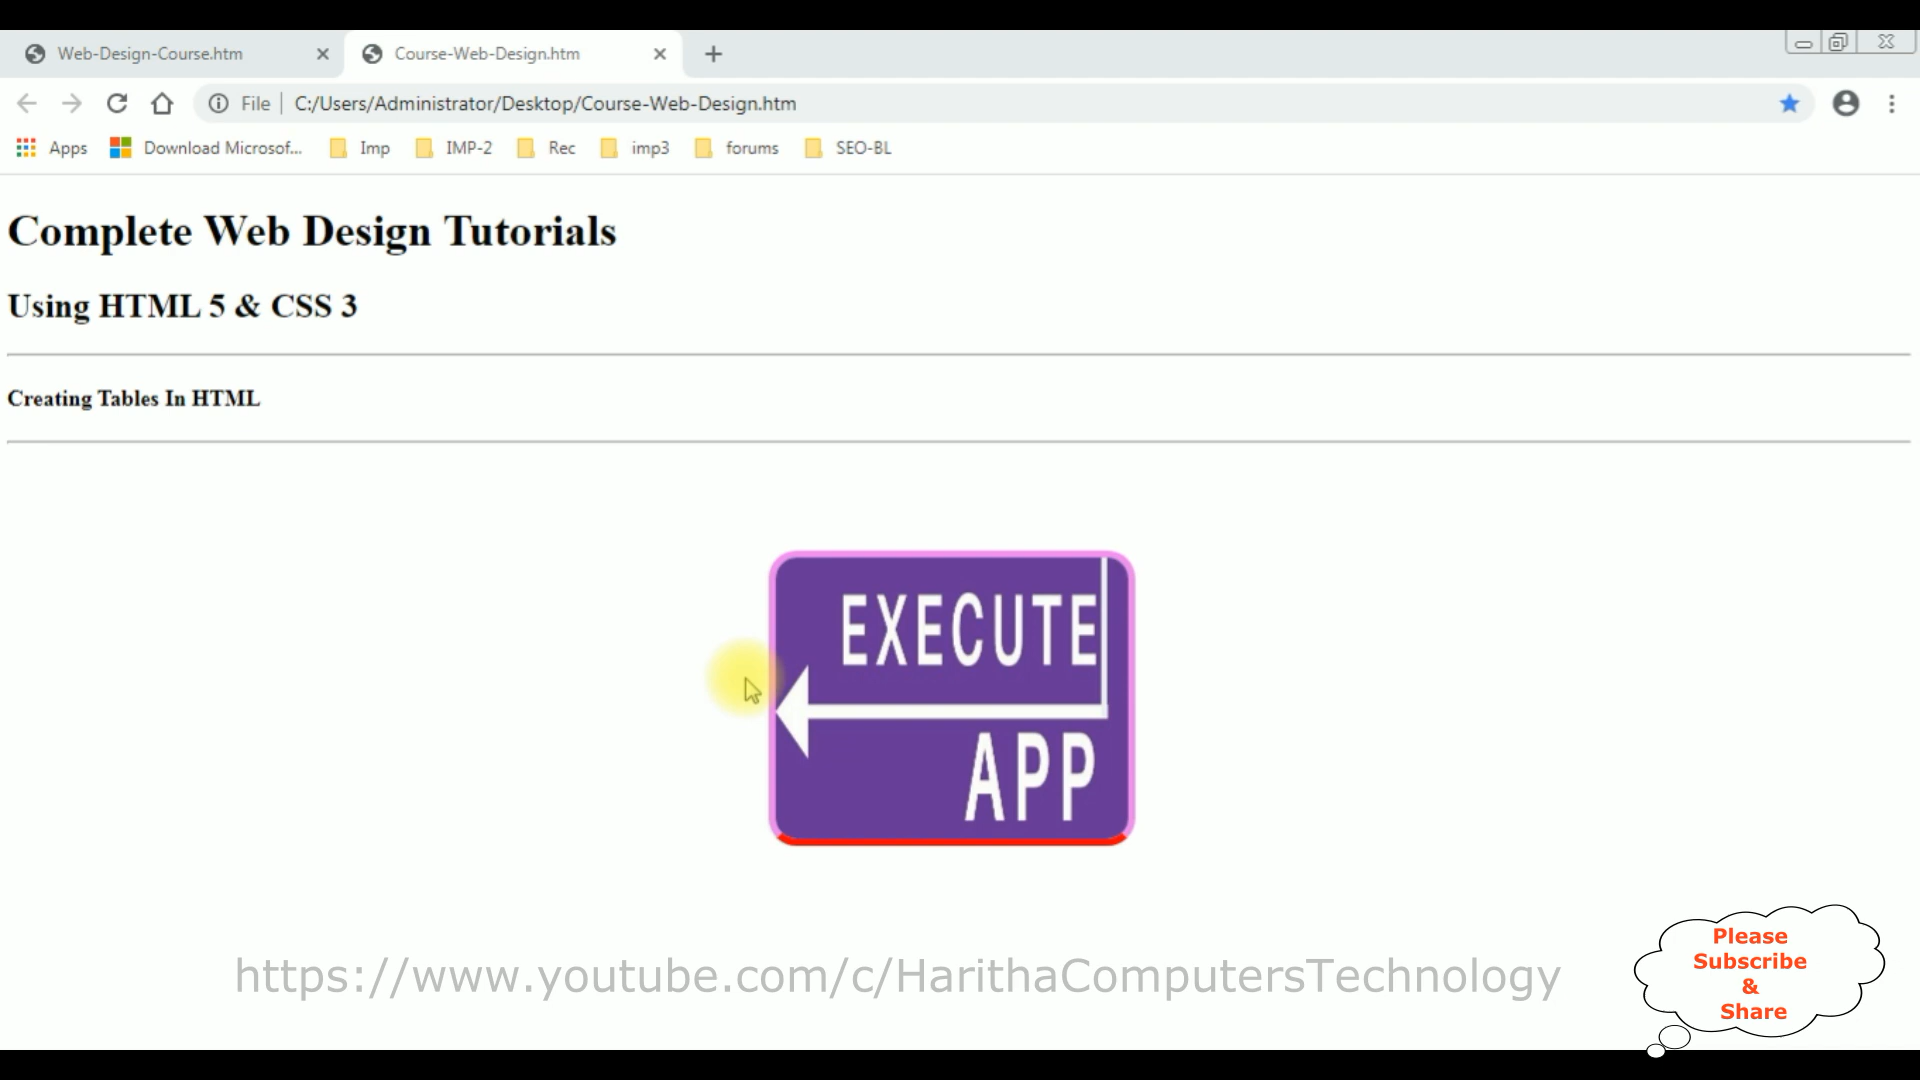 Web-Design-Course.htm
Course-Web-Design.htm
File
C:/Users/Administrator/Desktop/Course-Web-Design.htm
Apps
Download Microsof...
Imp
IMP-2
Rec
imp3
forums
SEO-BL
Complete Web Design Tutorials
Using HTML 5 & CSS 3
Creating Tables In HTML
EXECUTE
APP
https://www.youtube.com/c/HarithaComputersTechnology
Please
Subscribe
&
Share